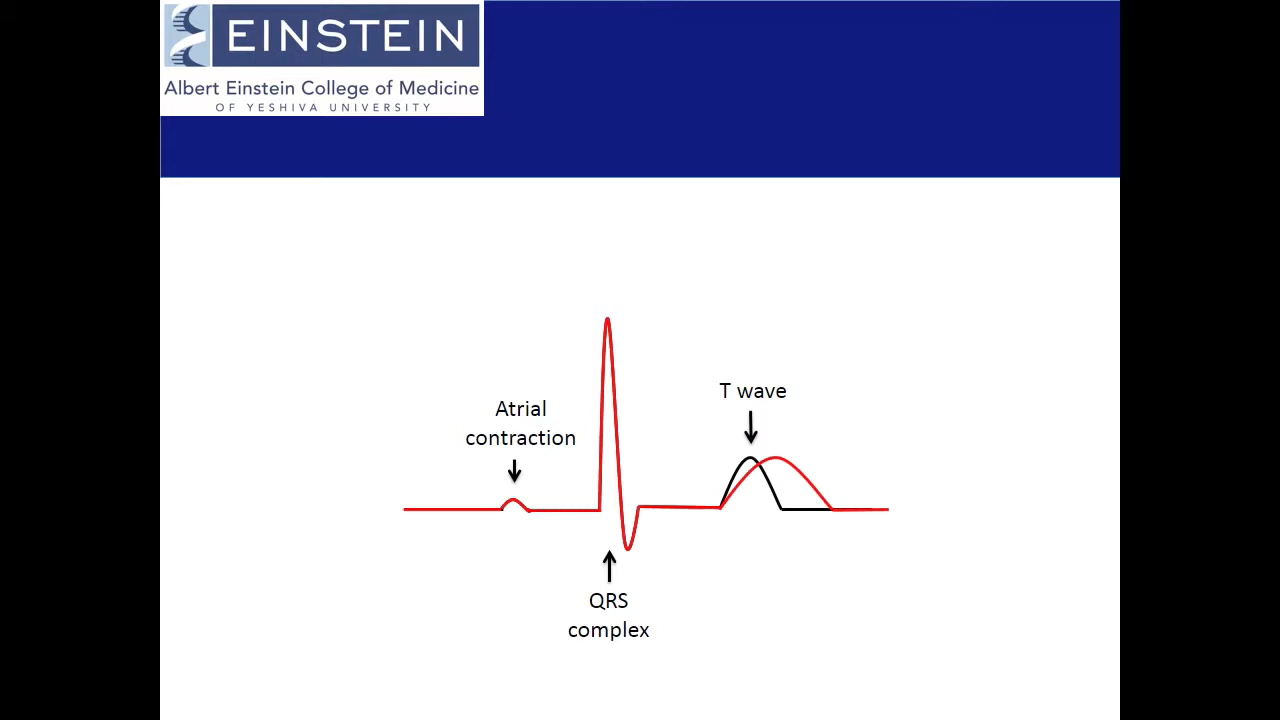 EINSTEIN
Albert Einstein College of Medicine
OF YESHIVA UNIVERSITY
T wave
Atrial
contraction
QRS
complex